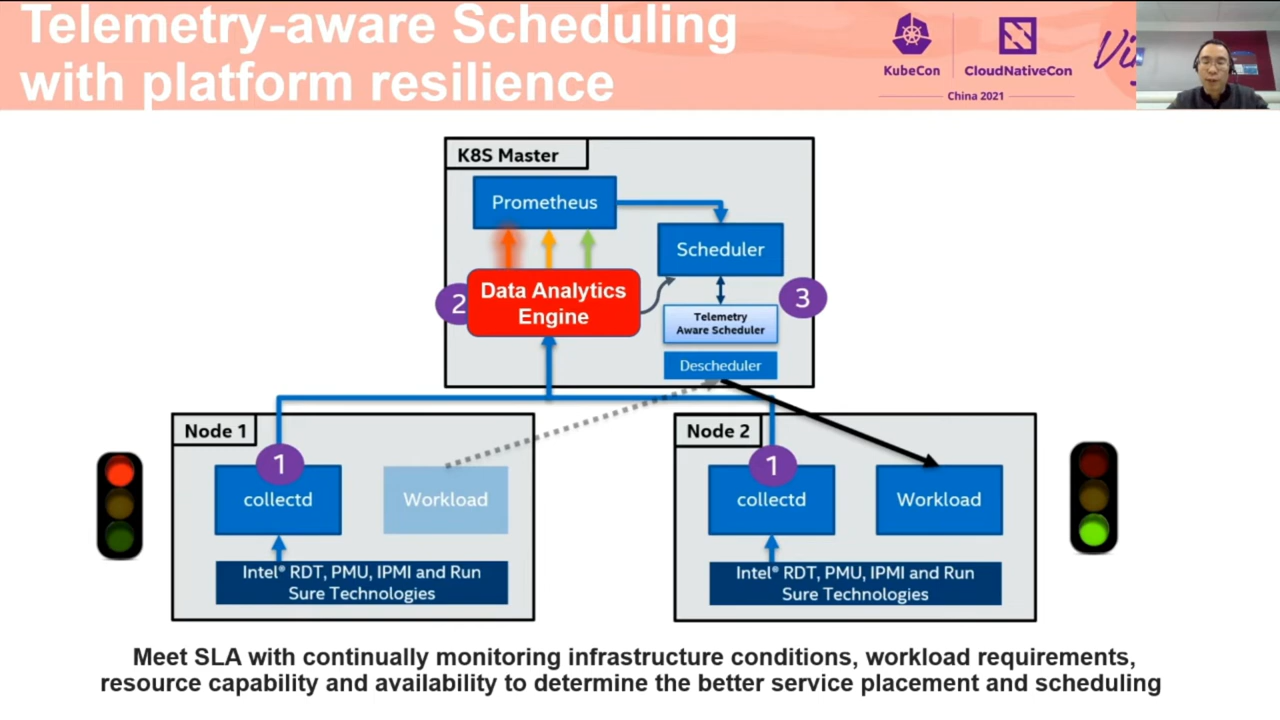 Telemetry-aware Scheduling
with platform resilience
KubeCon
CloudNativeCon
China 2021
K8S Master
Prometheus
Scheduler
2
Data Analytics
Engine
3
Telemetry
Aware Scheduler
Descheduler
Node 1
1
collectd
Workload
Intel® RDT, PMU, IPMI and Run
Sure Technologies
Node 2
1
collectd
Workload
Intel® RDT, PMU, IPMI and Run
Sure Technologies
Meet SLA with continually monitoring infrastructure conditions, workload requirements,
resource capability and availability to determine the better service placement and scheduling